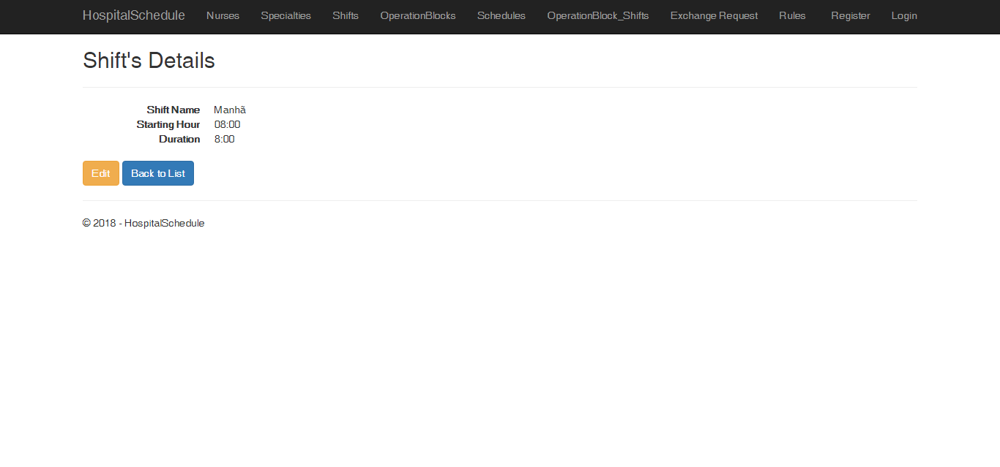 HospitalSchedule Nurses Specialties Shifts OperationBlocks Schedules OperationBlock_Shifts Exchange Request Rules Register Login
Shift's Details
Shift Name Manhã
Starting Hour 08:00
Duration 8:00
Edit Back to List
© 2018 - HospitalSchedule